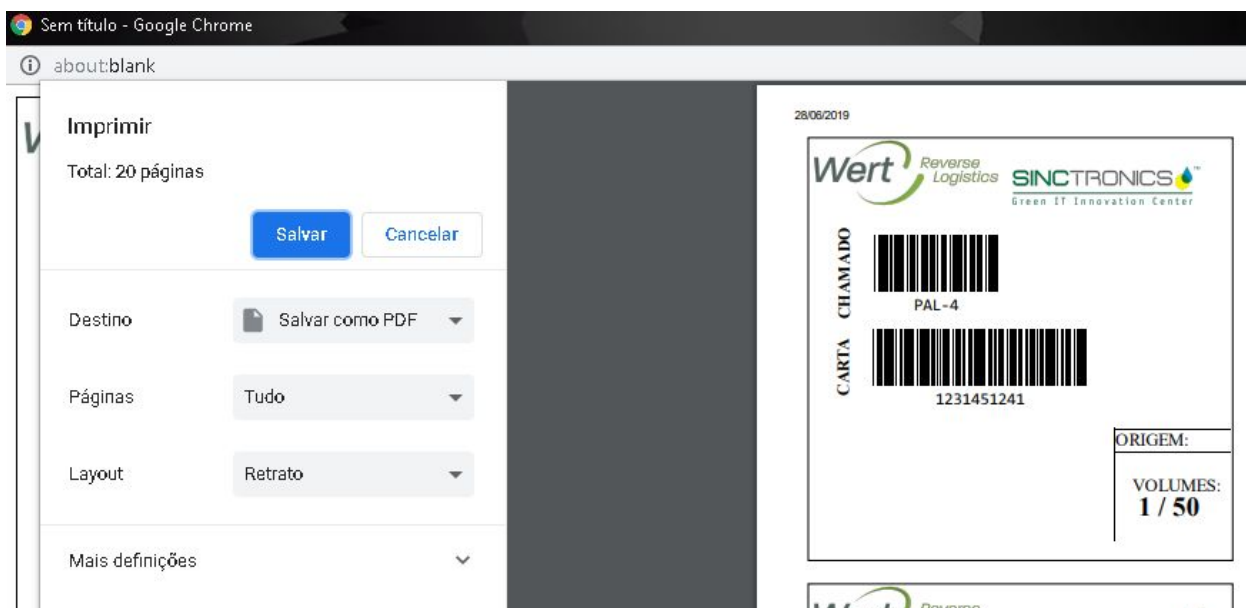 Sem título - Google Chrome
about:blank
Imprimir
Total: 20 páginas
Salvar
Cancelar
Destino
Salvar como PDF
Páginas
Tudo
Layout
Retrato
Mais definições
28/06/2019
Wert Reverse Logistics
SINCTRONICS™
Green IT Innovation Center
CHAMADO
PAL-4
CARTA
1231451241
ORIGEM:
VOLUMES:
1 / 50